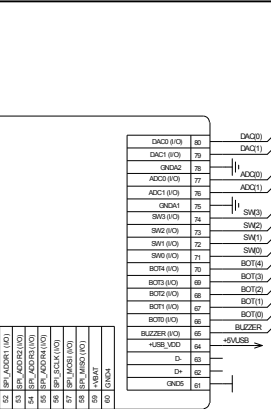 DAC0 (I/O) 80 DAC(0)
DAC1 (I/O) 79 DAC(1)
GNDA2 78
ADC0 (I/O) 77 ADC(0)
ADC1 (I/O) 76 ADC(1)
GNDA1 75
SW3 (I/O) 74 SW(3)
SW2 (I/O) 73 SW(2)
SW1 (I/O) 72 SW(1)
SW0 (I/O) 71 SW(0)
BOT4 (I/O) 70 BOT(4)
BOT3 (I/O) 69 BOT(3)
BOT2 (I/O) 68 BOT(2)
BOT1 (I/O) 67 BOT(1)
BOT0 (I/O) 66 BOT(0)
BUZZER (I/O) 65 BUZZER
+USB_VDD 64 +5VUSB
D- 63
D+ 62
GND5 61
52 SPI_ADDR1 (I/O)
53 SPI_ADDR2 (I/O)
54 SPI_ADDR3 (I/O)
55 SPI_ADDR4 (I/O)
56 SPI_SCLK (I/O)
57 SPI_MOSI (I/O)
58 SPI_MISO (I/O)
59 +VBAT
60 GND4